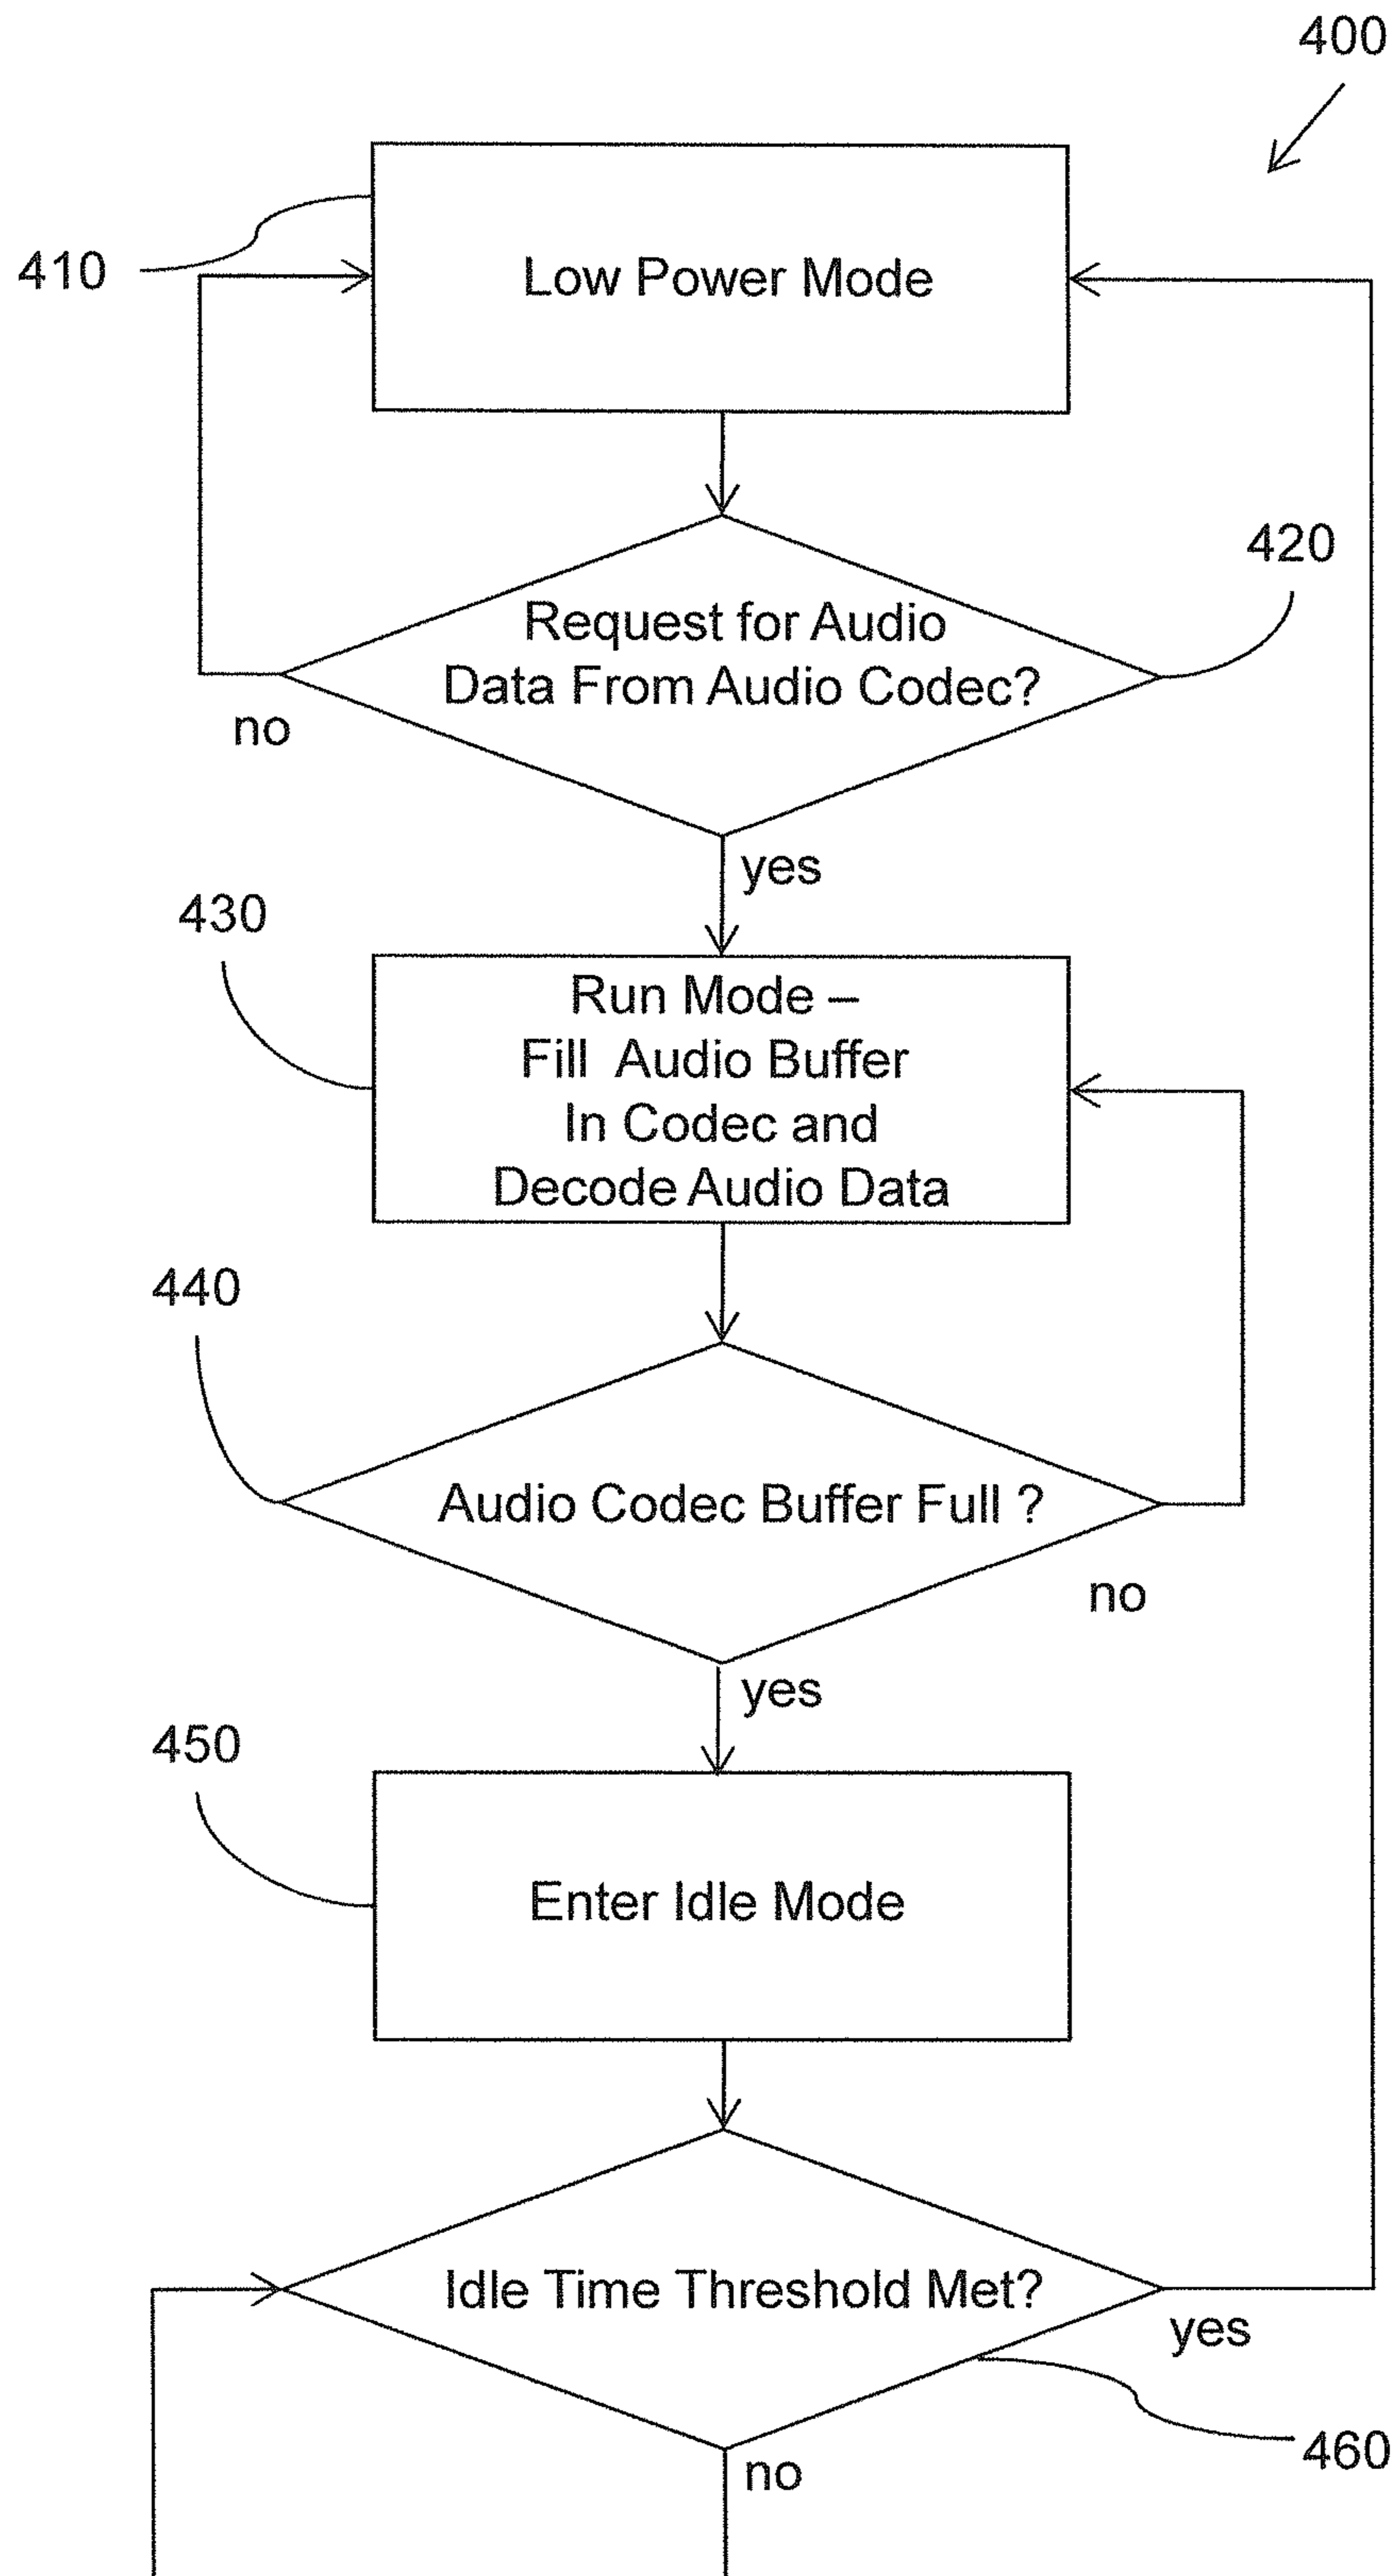 400
410
Low Power Mode
420
Request for Audio
Data From Audio Codec?
no
yes
430
Run Mode –
Fill Audio Buffer
In Codec and
Decode Audio Data
440
Audio Codec Buffer Full ?
no
yes
450
Enter Idle Mode
Idle Time Threshold Met?
yes
460
no